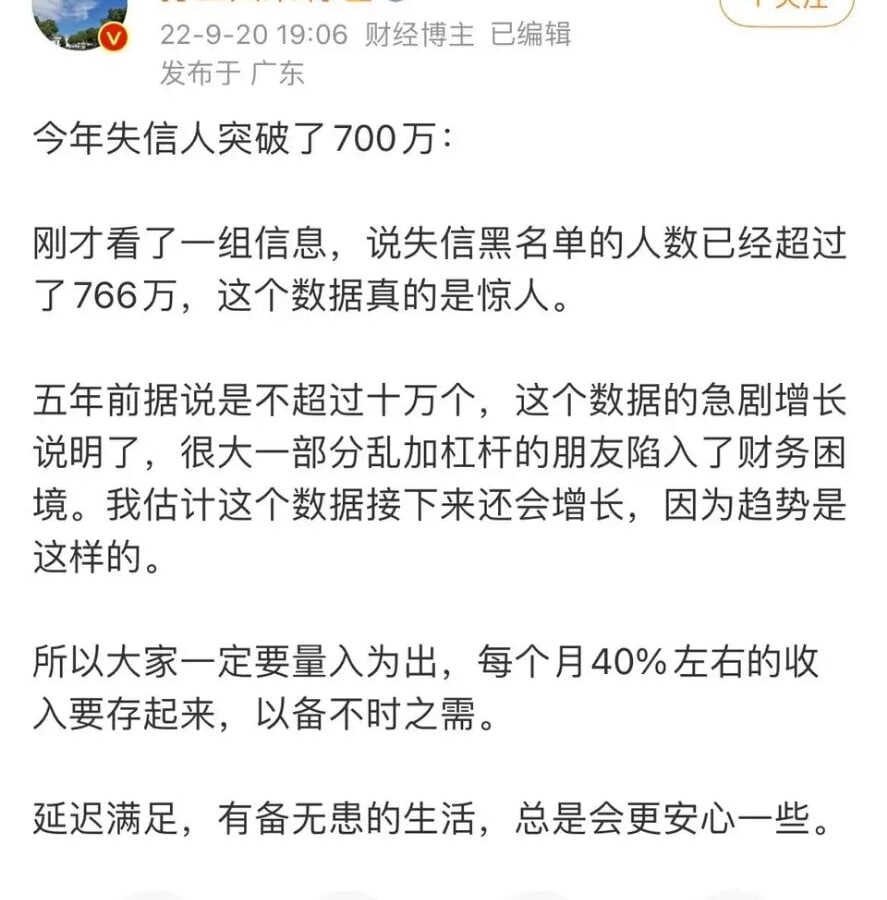 22-9-20 19:06 财经博主 已编辑
发布于 广东
今年失信人突破了700万：
刚才看了一组信息，说失信黑名单的人数已经超过
了766万，这个数据真的是惊人。
五年前据说是不超过十万个，这个数据的急剧增长
说明了，很大一部分乱加杠杆的朋友陷入了财务困
境。我估计这个数据接下来还会增长，因为趋势是
这样的。
所以大家一定要量入为出，每个月40%左右的收
入要存起来，以备不时之需。
延迟满足，有备无患的生活，总是会更安心一些。